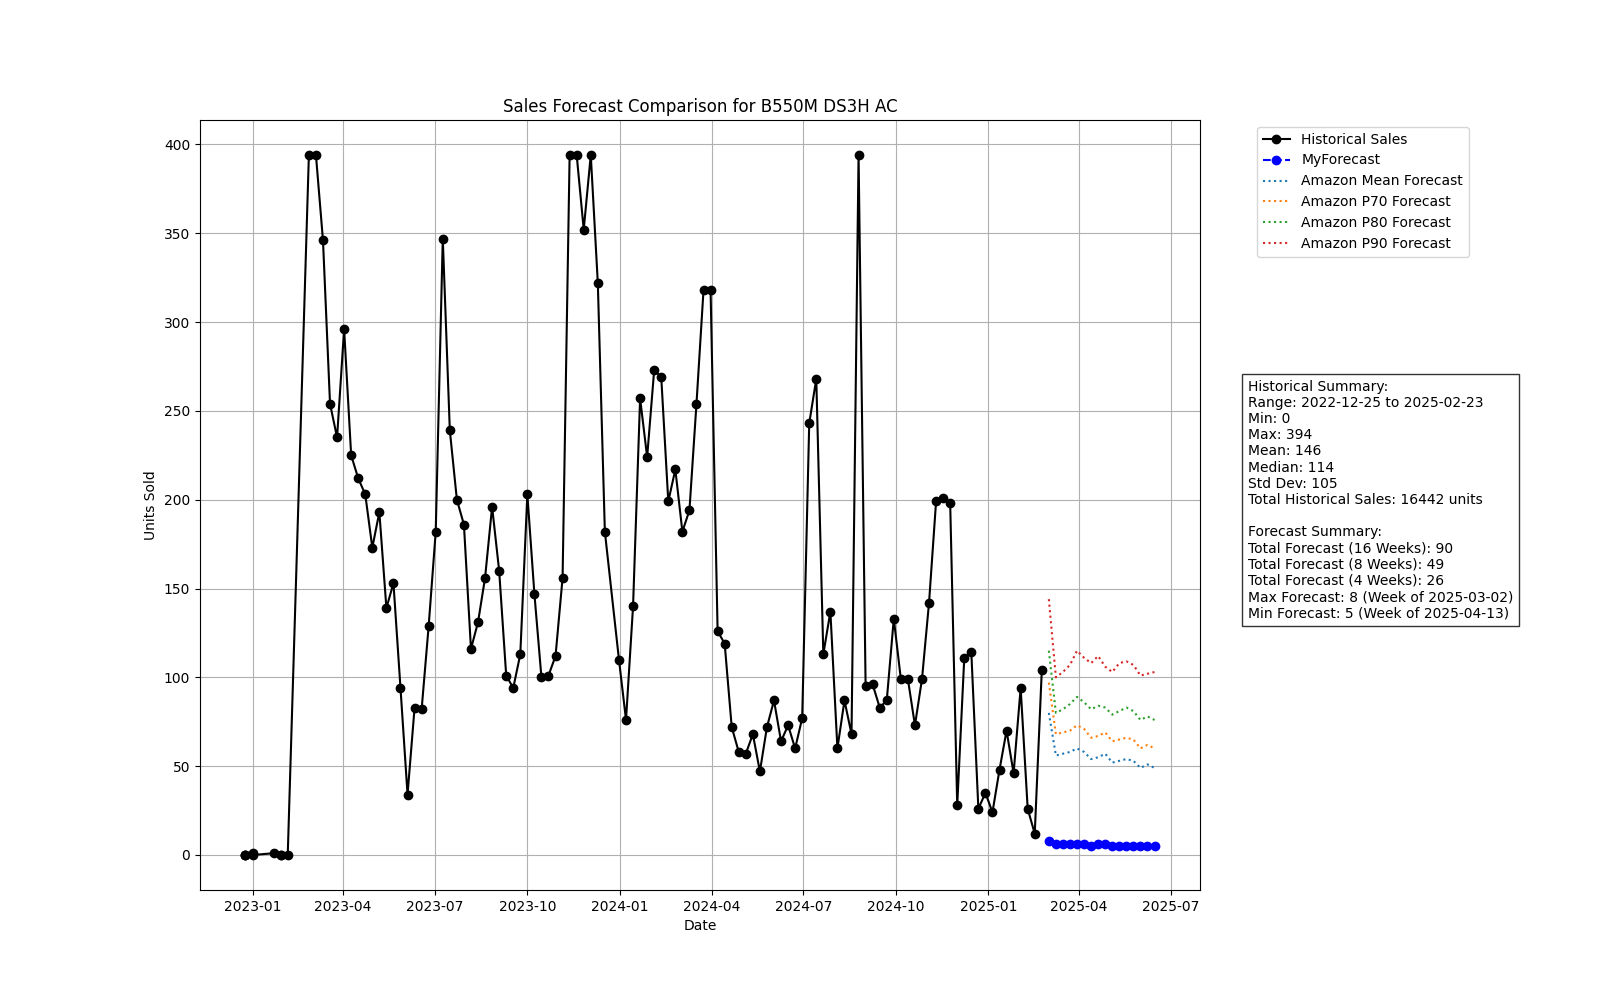 Sales Forecast Comparison for B550M DS3H AC
Units Sold
400
350
300
250
200
150
100
50
0
2023-01
2023-04
2023-07
2023-10
2024-01
2024-04
2024-07
2024-10
2025-01
2025-04
2025-07
Date
Historical Sales
MyForecast
Amazon Mean Forecast
Amazon P70 Forecast
Amazon P80 Forecast
Amazon P90 Forecast
Historical Summary:
Range: 2022-12-25 to 2025-02-23
Min: 0
Max: 394
Mean: 146
Median: 114
Std Dev: 105
Total Historical Sales: 16442 units
Forecast Summary:
Total Forecast (16 Weeks): 90
Total Forecast (8 Weeks): 49
Total Forecast (4 Weeks): 26
Max Forecast: 8 (Week of 2025-03-02)
Min Forecast: 5 (Week of 2025-04-13)